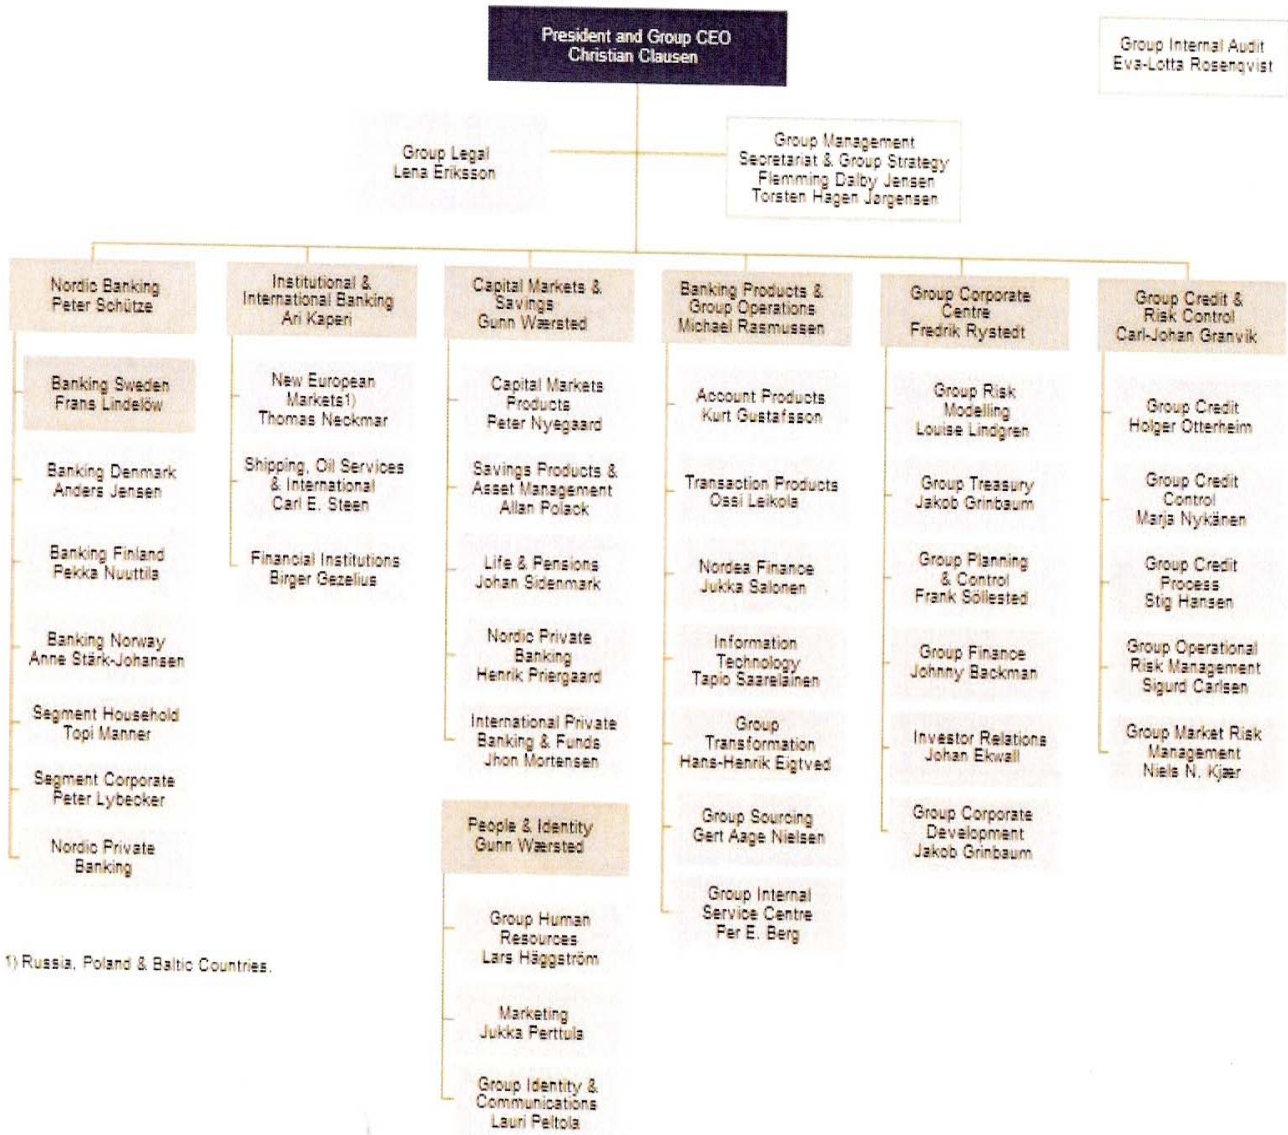 President and Group CEO
Christian Clausen
Group Internal Audit
Eva-Lotta Rosenqvist
Group Legal
Lena Eriksson
Group Management
Secretariat & Group Strategy
Flemming Dalby Jensen
Torsten Hagen Jørgensen
Nordic Banking
Peter Schütze
Institutional &
International Banking
Ari Kaperi
Capital Markets &
Savings
Gunn Wærsted
Banking Products &
Group Operations
Michael Rasmussen
Group Corporate
Centre
Fredrik Rystedt
Group Credit &
Risk Control
Carl-Johan Granvik
Banking Sweden
Frans Lindelöw
Banking Denmark
Anders Jensen
Banking Finland
Pekka Nuuttila
Banking Norway
Anne Stärk-Johansen
Segment Household
Topi Manner
Segment Corporate
Peter Lybecker
Nordic Private
Banking
New European
Markets1)
Thomas Neckmar
Shipping, Oil Services
& International
Carl E. Steen
Financial Institutions
Birger Gezelius
Capital Markets
Products
Peter Nyegaard
Savings Products &
Asset Management
Allan Polack
Life & Pensions
Johan Sidenmark
Nordic Private
Banking
Henrik Priergaard
International Private
Banking & Funds
Jhon Mortensen
People & Identity
Gunn Wærsted
Group Human
Resources
Lars Häggström
Marketing
Jukka Perttula
Group Identity &
Communications
Lauri Peltola
Account Products
Kurt Gustafsson
Transaction Products
Ossi Leikola
Nordea Finance
Jukka Salonen
Information
Technology
Tapio Saarelainen
Group
Transformation
Hans-Henrik Eigtved
Group Sourcing
Gert Aage Nielsen
Group Internal
Service Centre
Per E. Berg
Group Risk
Modelling
Louise Lindgren
Group Treasury
Jakob Grinbaum
Group Planning
& Control
Frank Söllested
Group Finance
Johnny Backman
Investor Relations
Johan Ekwall
Group Corporate
Development
Jakob Grinbaum
Group Credit
Holger Otterheim
Group Credit
Control
Marja Nykänen
Group Credit
Process
Stig Hansen
Group Operational
Risk Management
Sigurd Carlsen
Group Market Risk
Management
Niels N. Kjær
1) Russia, Poland & Baltic Countries.